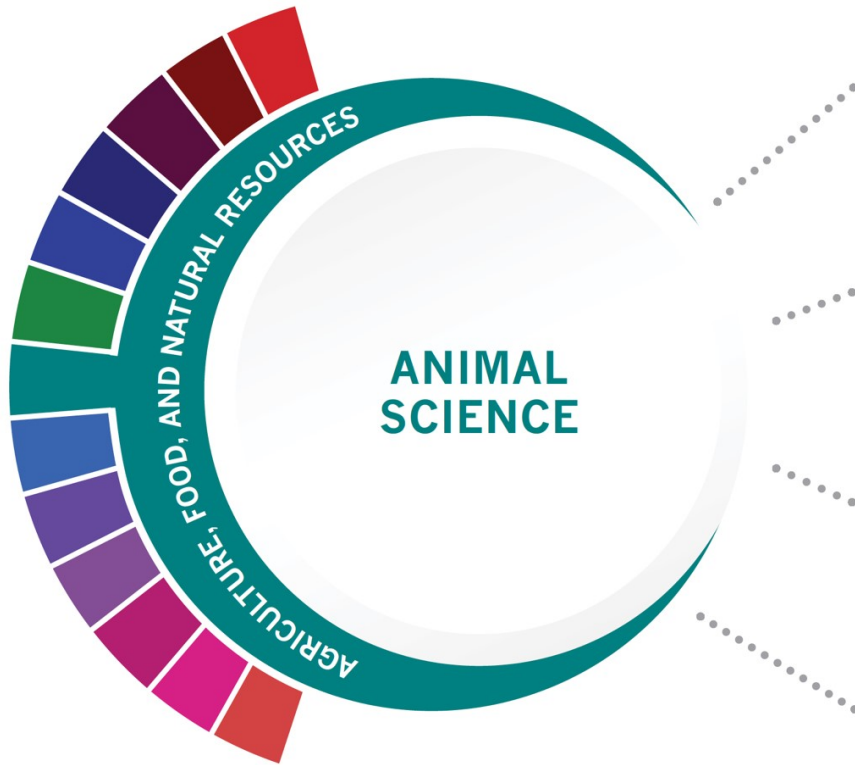 AGRICULTURE, FOOD, AND NATURAL RESOURCES
ANIMAL
SCIENCE